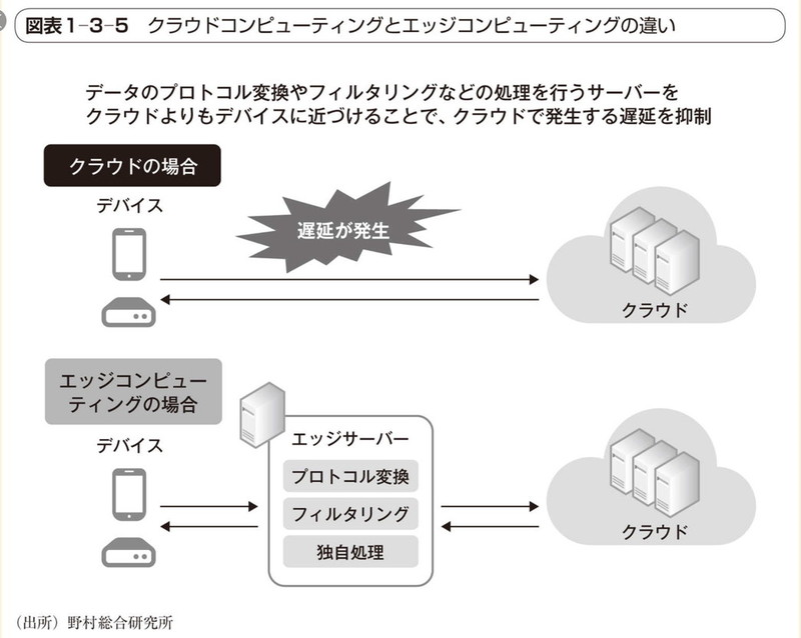 図表1-3-5 クラウドコンピューティングとエッジコンピューティングの違い
データのプロトコル変換やフィルタリングなどの処理を行うサーバーを
クラウドよりもデバイスに近づけることで、クラウドで発生する遅延を抑制
クラウドの場合
デバイス
遅延が発生
クラウド
エッジコンピュー
ティングの場合
デバイス
エッジサーバー
プロトコル変換
フィルタリング
独自処理
クラウド
（出所）野村総合研究所